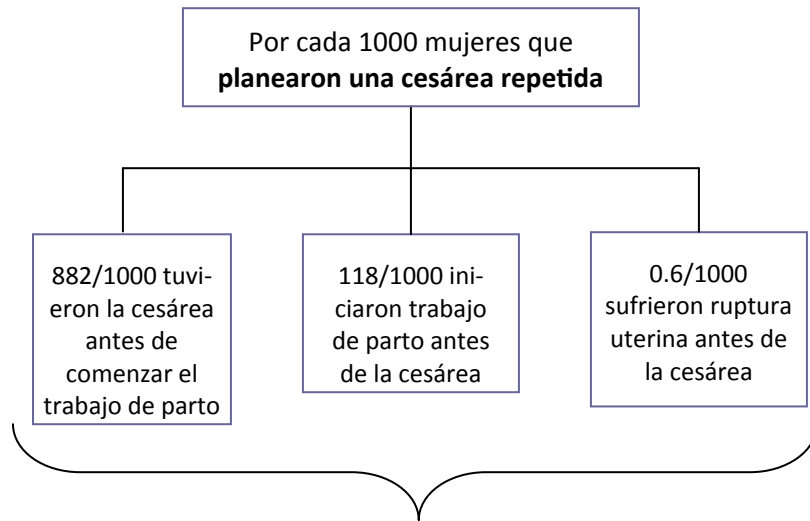 Por cada 1000 mujeres que
planearon una cesárea repetida
882/1000 tuvi-
eron la cesárea
antes de
comenzar el
trabajo de parto
118/1000 ini-
ciaron trabajo
de parto antes
de la cesárea
0.6/1000
sufrieron ruptura
uterina antes de
la cesárea